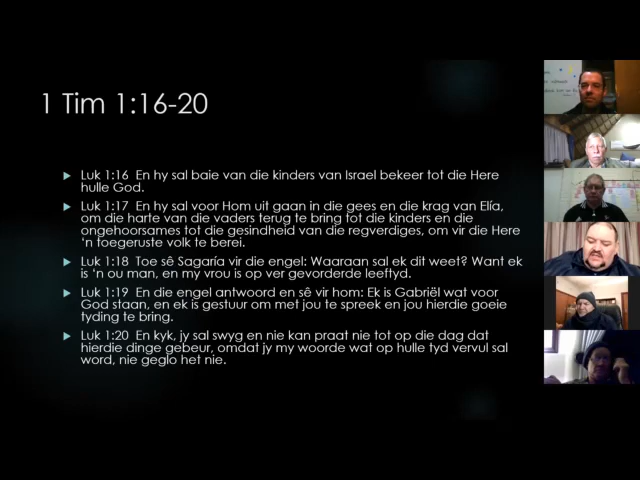 1 Tim 1:16-20
Luk 1:16 En hy sal baie van die kinders van Israel bekeer tot die Here
hulle God.
Luk 1:17 En hy sal voor Hom uit gaan in die gees en die krag van Elía,
om die harte van die vaders terug te bring tot die kinders en die
ongehoorsames tot die gesindheid van die regverdiges, om vir die Here
'n toegeruste volk te berei.
Luk 1:18 Toe sê Sagaría vir die engel: Waaraan sal ek dit weet? Want ek
is 'n ou man, en my vrou is op ver gevorderde leeftyd.
Luk 1:19 En die engel antwoord en sê vir hom: Ek is Gabriël wat voor
God staan, en ek is gestuur om met jou te spreek en jou hierdie goeie
tyding te bring.
Luk 1:20 En kyk, jy sal swyg en nie kan praat nie tot op die dag dat
hierdie dinge gebeur, omdat jy my woorde wat op hulle tyd vervul sal
word, nie geglo het nie.